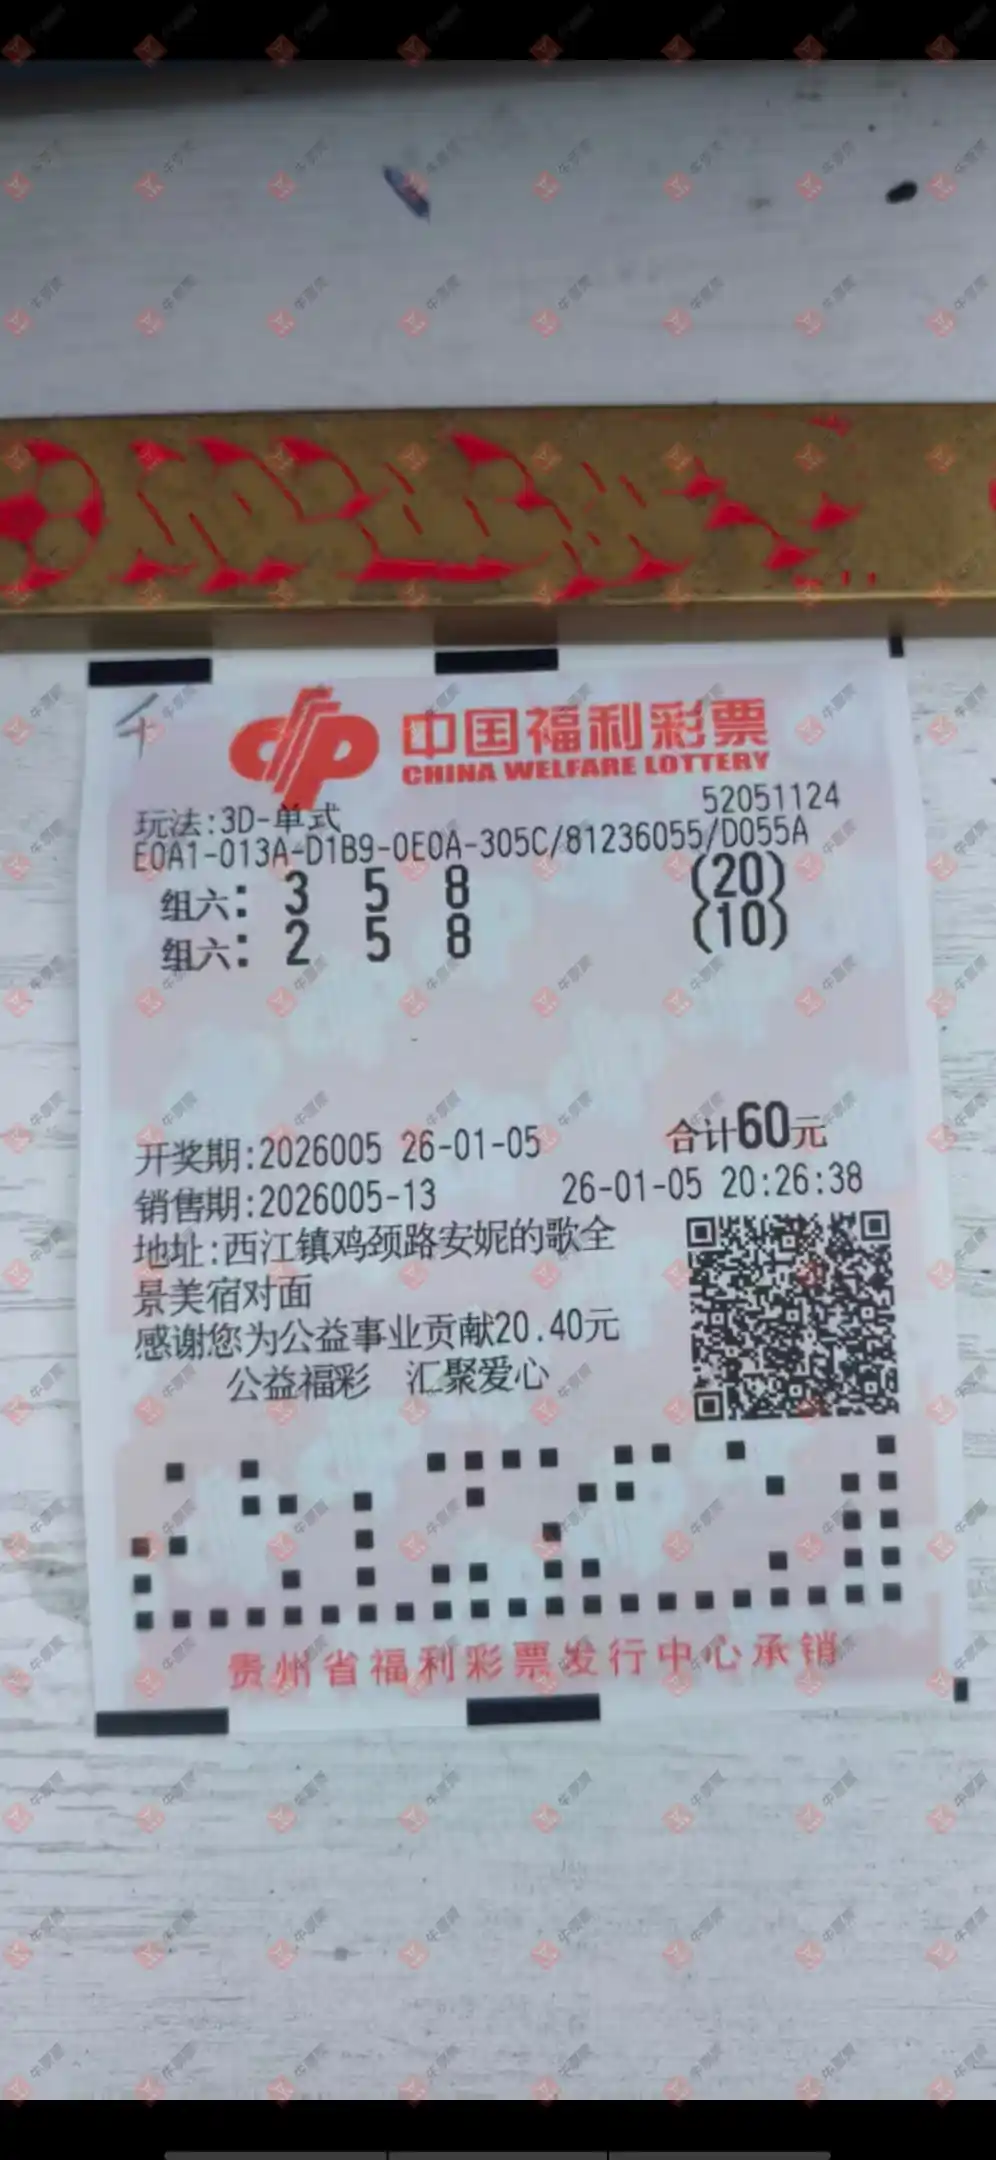 千
中国福利彩票
CHINA WELFARE LOTTERY
52051124
玩法:3D-单式
E0A1-013A-D1B9-0E0A-305C/81236055/D055A
组六: 3 5 8 (20)
组六: 2 5 8 (10)
合计60元
开奖期:2026005 26-01-05
销售期:2026005-13 26-01-05 20:26:38
地址:西江镇鸡颈路安妮的歌全
景美宿对面
感谢您为公益事业贡献20.40元
公益福彩 汇聚爱心
贵州省福利彩票发行中心承销